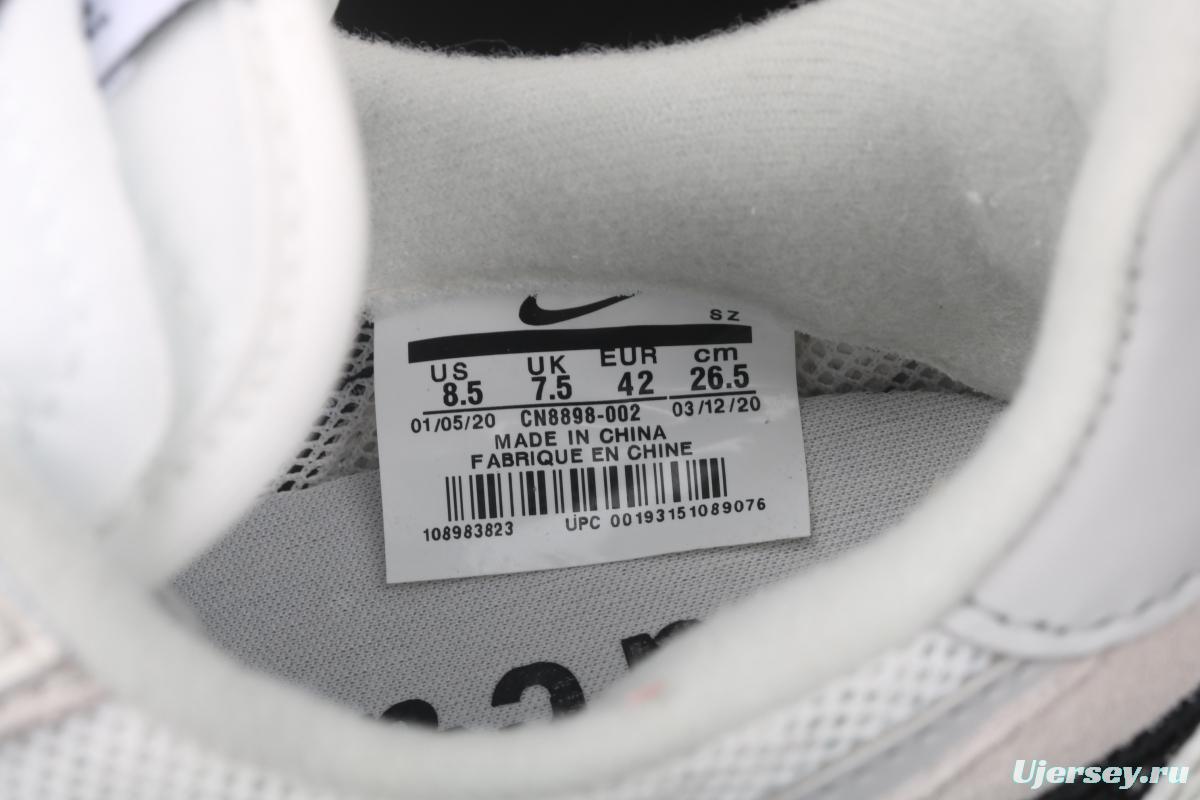 SZ
US UK EUR cm
8.5 7.5 42 26.5
01/05/20 CN8898-002 03/12/20
MADE IN CHINA
FABRIQUE EN CHINE
108983823 UPC 00193151089076
Ujersey.ru